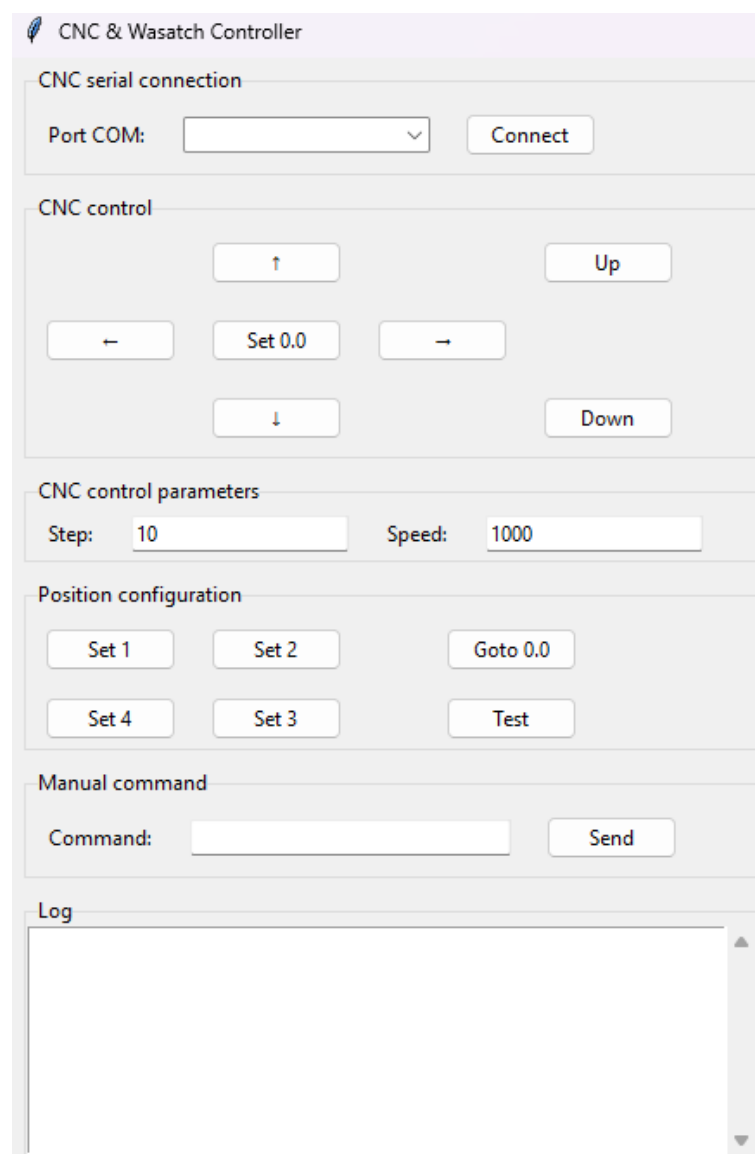 CNC & Wasatch Controller
CNC serial connection
Port COM: Connect
CNC control
↑ Up
← Set 0.0 →
↓ Down
CNC control parameters
Step: 10 Speed: 1000
Position configuration
Set 1 Set 2 Goto 0.0
Set 4 Set 3 Test
Manual command
Command: Send
Log